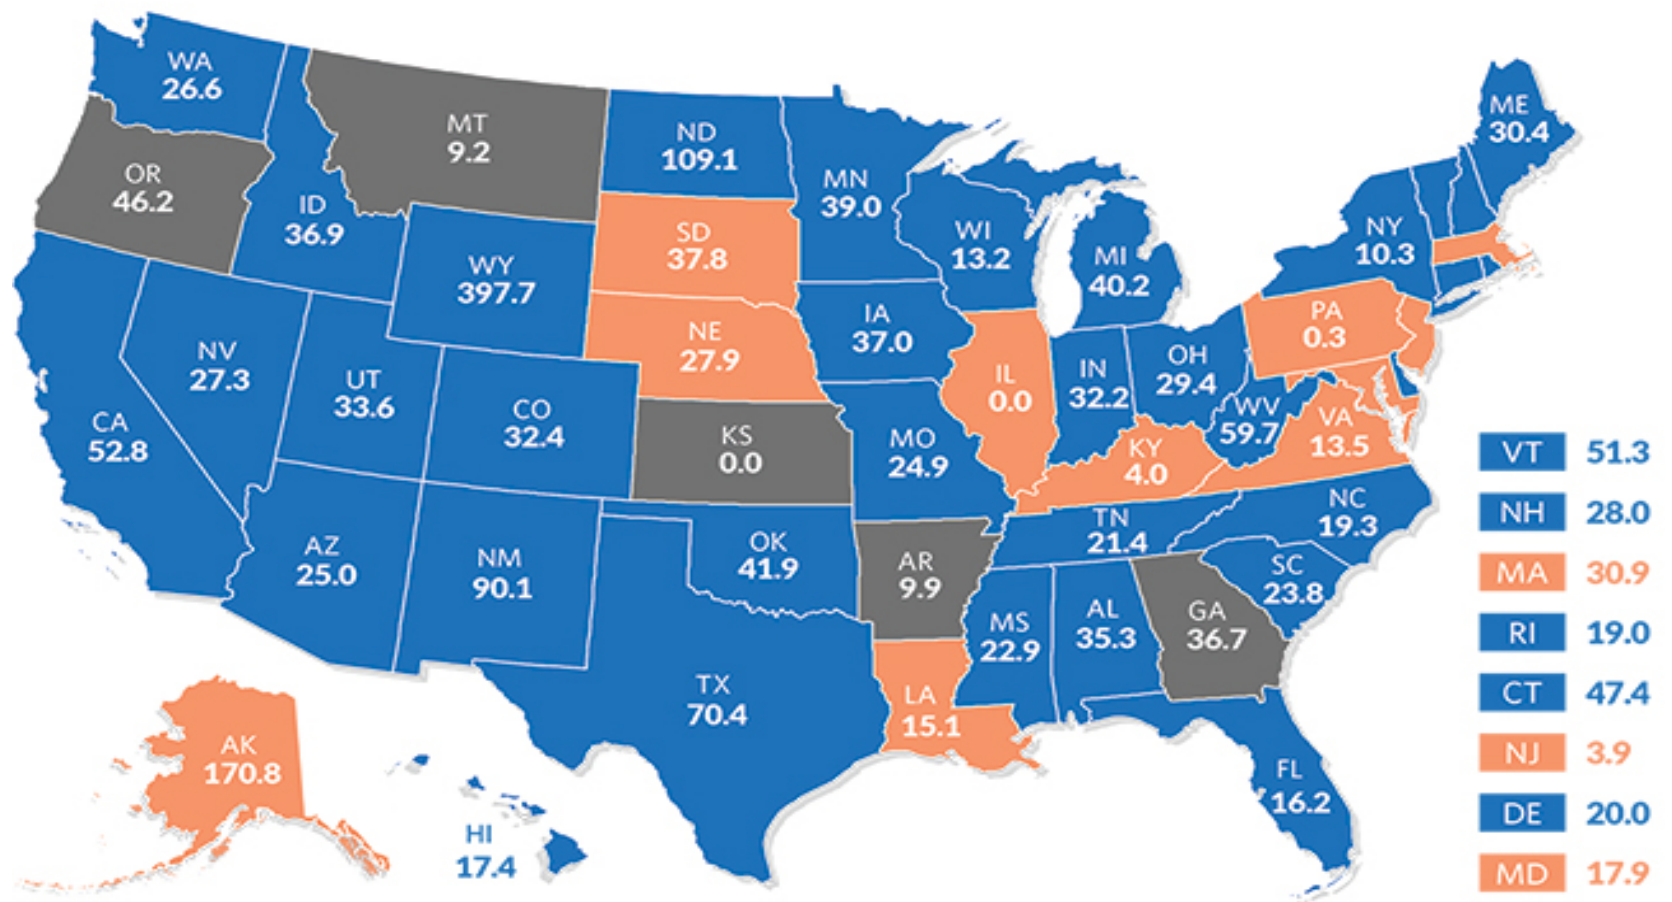 WA
26.6
MT
9.2
ND
109.1
ME
30.4
OR
46.2
ID
36.9
MN
39.0
SD
37.8
WI
13.2
MI
40.2
NY
10.3
WY
397.7
NE
27.9
IA
37.0
PA
0.3
NV
27.3
UT
33.6
IL
0.0
IN
32.2
OH
29.4
CO
32.4
CA
52.8
KS
0.0
MO
24.9
KY
4.0
WV
59.7
VA
13.5
VT 51.3
NH 28.0
MA 30.9
RI 19.0
CT 47.4
NJ 3.9
DE 20.0
MD 17.9
AZ
25.0
NM
90.1
OK
41.9
AR
9.9
TN
21.4
NC
19.3
SC
23.8
MS
22.9
AL
35.3
GA
36.7
TX
70.4
LA
15.1
FL
16.2
AK
170.8
HI
17.4